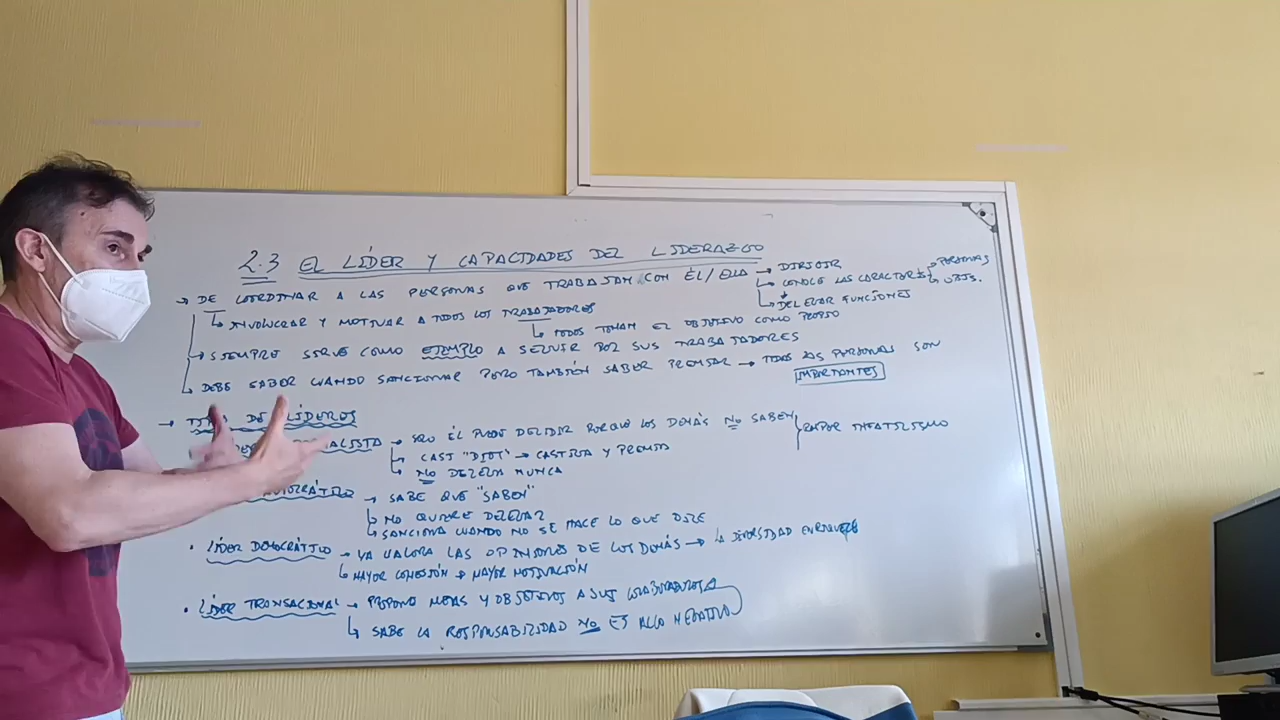 2.3 EL LÍDER Y CAPACIDADES DEL LIDERAZGO
→ DE COORDINAR A LAS PERSONAS QUE TRABAJAN CON ÉL/ELLA → DIRIGIR
↳ CONOCE LAS CARACTERÍS. PERSONAS
↳ DELEGAR FUNCIONES
↳ INVOLUCRAR Y MOTIVAR A TODOS LOS TRABAJADORES
↳ TODOS TOMAN EL OBJETIVO COMO PROPIO
→ SIEMPRE SIRVE COMO EJEMPLO A SEGUIR POR SUS TRABAJADORES
↳ DEBE SABER CUANDO SANCIONAR PERO TAMBIÉN SABER PREMIAR → TODAS LAS PERSONAS SON IMPORTANTES
→ DE LÍDERES
→ SOLO ÉL PUEDE DECIDIR PORQUE LOS DEMÁS NO SABEN
↳ CASI "DIOS" → CASTIGA Y PREMIA
↳ NO DELEGA NUNCA
→ SABE QUE "SABEN"
↳ NO QUIERE DELEGAR
↳ SANCIONA CUANDO NO SE HACE LO QUE DICE
· LÍDER DEMOCRÁTICO → YA VALORA LAS OPINIONES DE LOS DEMÁS → LA DIVERSIDAD ENRIQUECE
↳ MAYOR COHESIÓN → MAYOR MOTIVACIÓN
· LÍDER TRANSACIONAL → PROPONE METAS Y OBJETIVOS A SUS COLABORADORES
↳ SABE LA RESPONSABILIDAD NO ES ALGO NEGATIVO